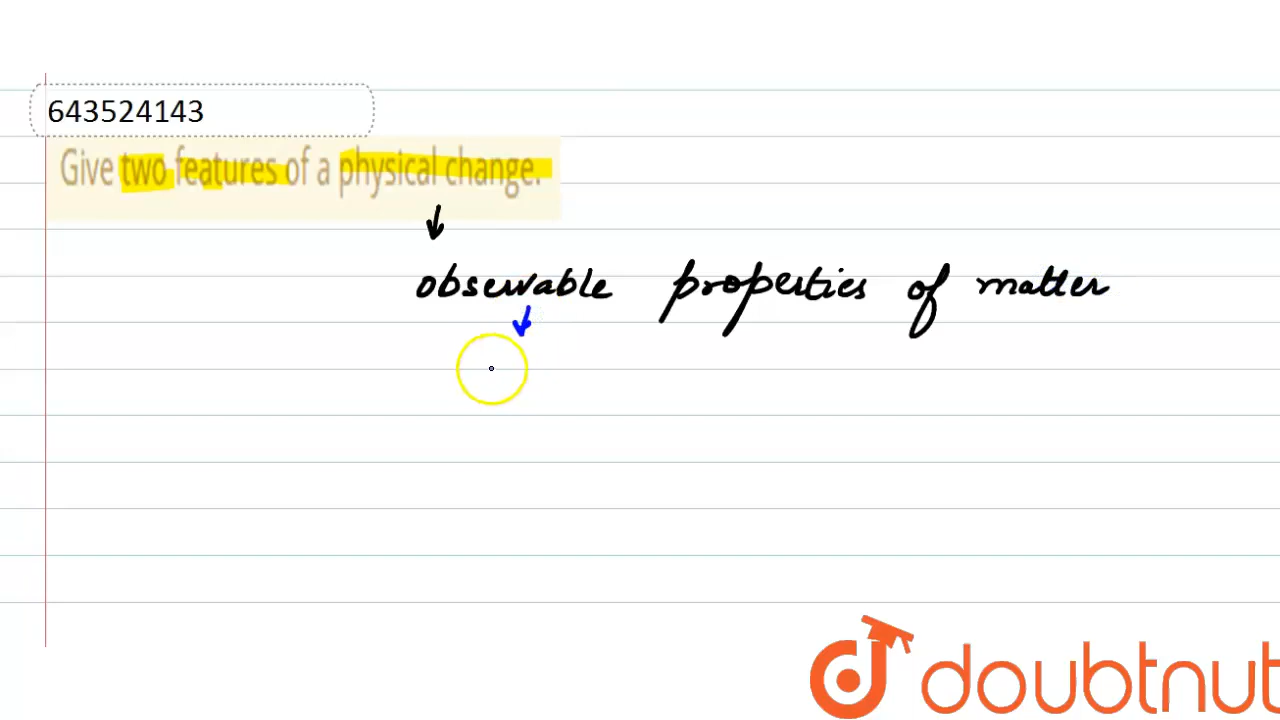 643524143
Give two features of a physical change.
observable properties of matter
doubtnut